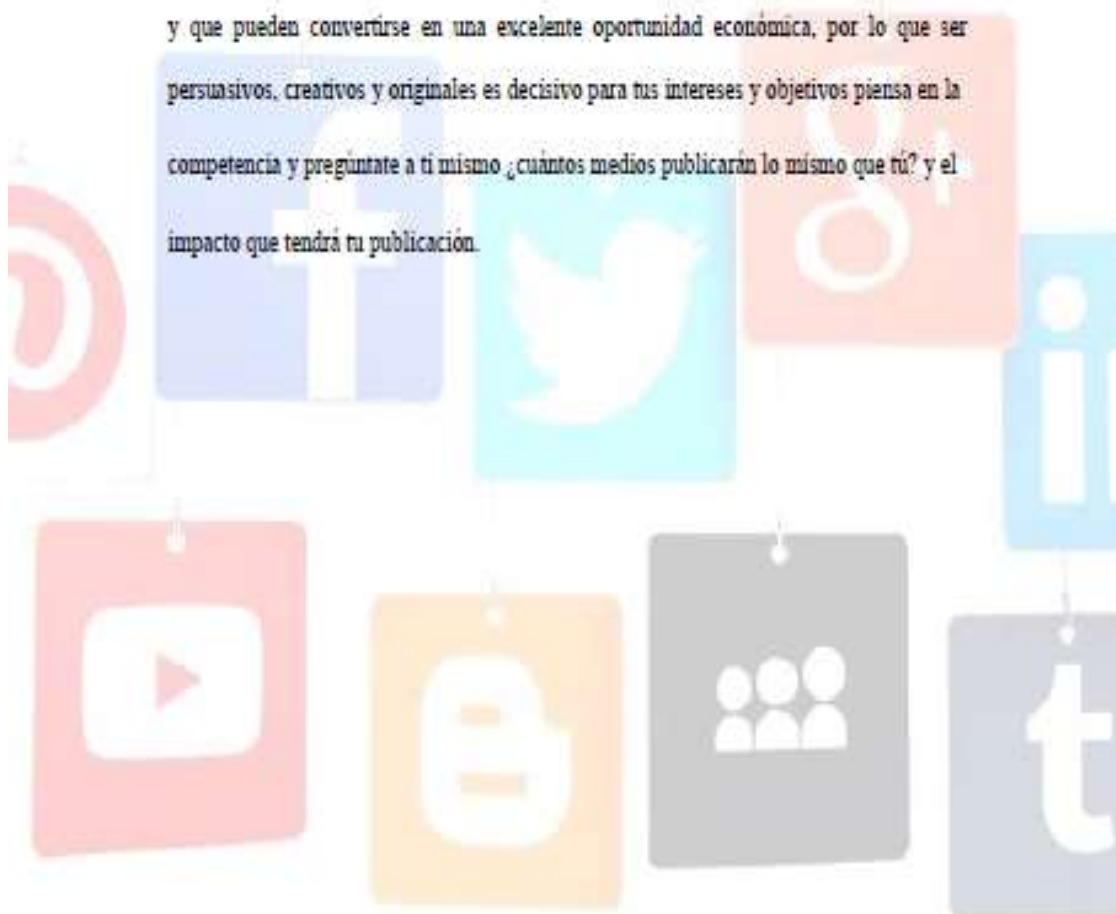 y que pueden convertirse en una excelente oportunidad económica, por lo que ser
persuasivos, creativos y originales es decisivo para tus intereses y objetivos piensa en la
competencia y pregúntate a ti mismo ¿cuántos medios publicarán lo mismo que tú? y el
impacto que tendrá tu publicación.
f
g+
in
t